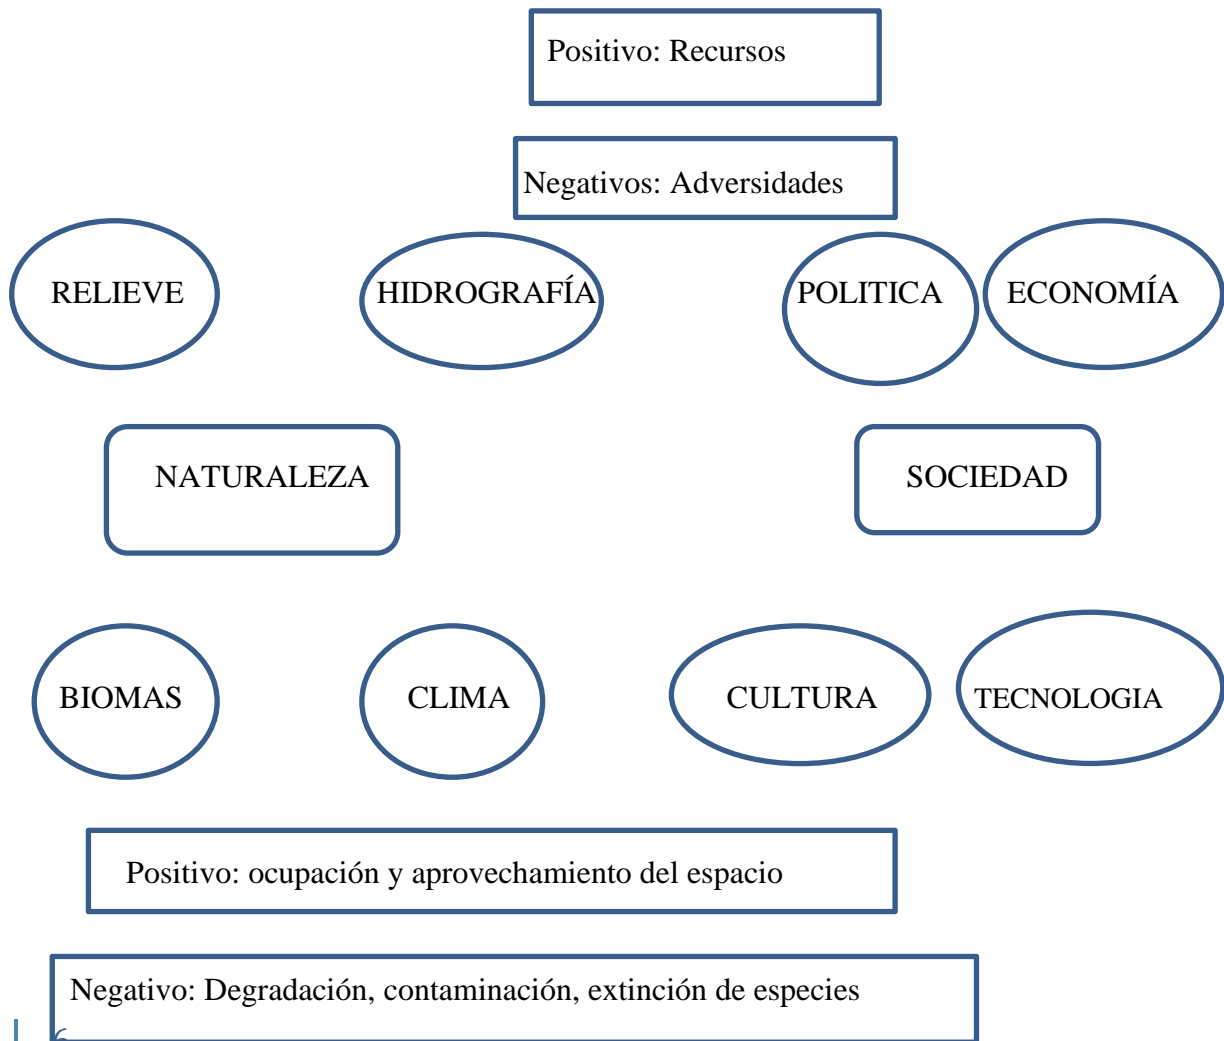 Positivo: Recursos
Negativos: Adversidades
RELIEVE
HIDROGRAFÍA
POLITICA
ECONOMÍA
NATURALEZA
SOCIEDAD
BIOMAS
CLIMA
CULTURA
TECNOLOGIA
Positivo: ocupación y aprovechamiento del espacio
Negativo: Degradación, contaminación, extinción de especies
6